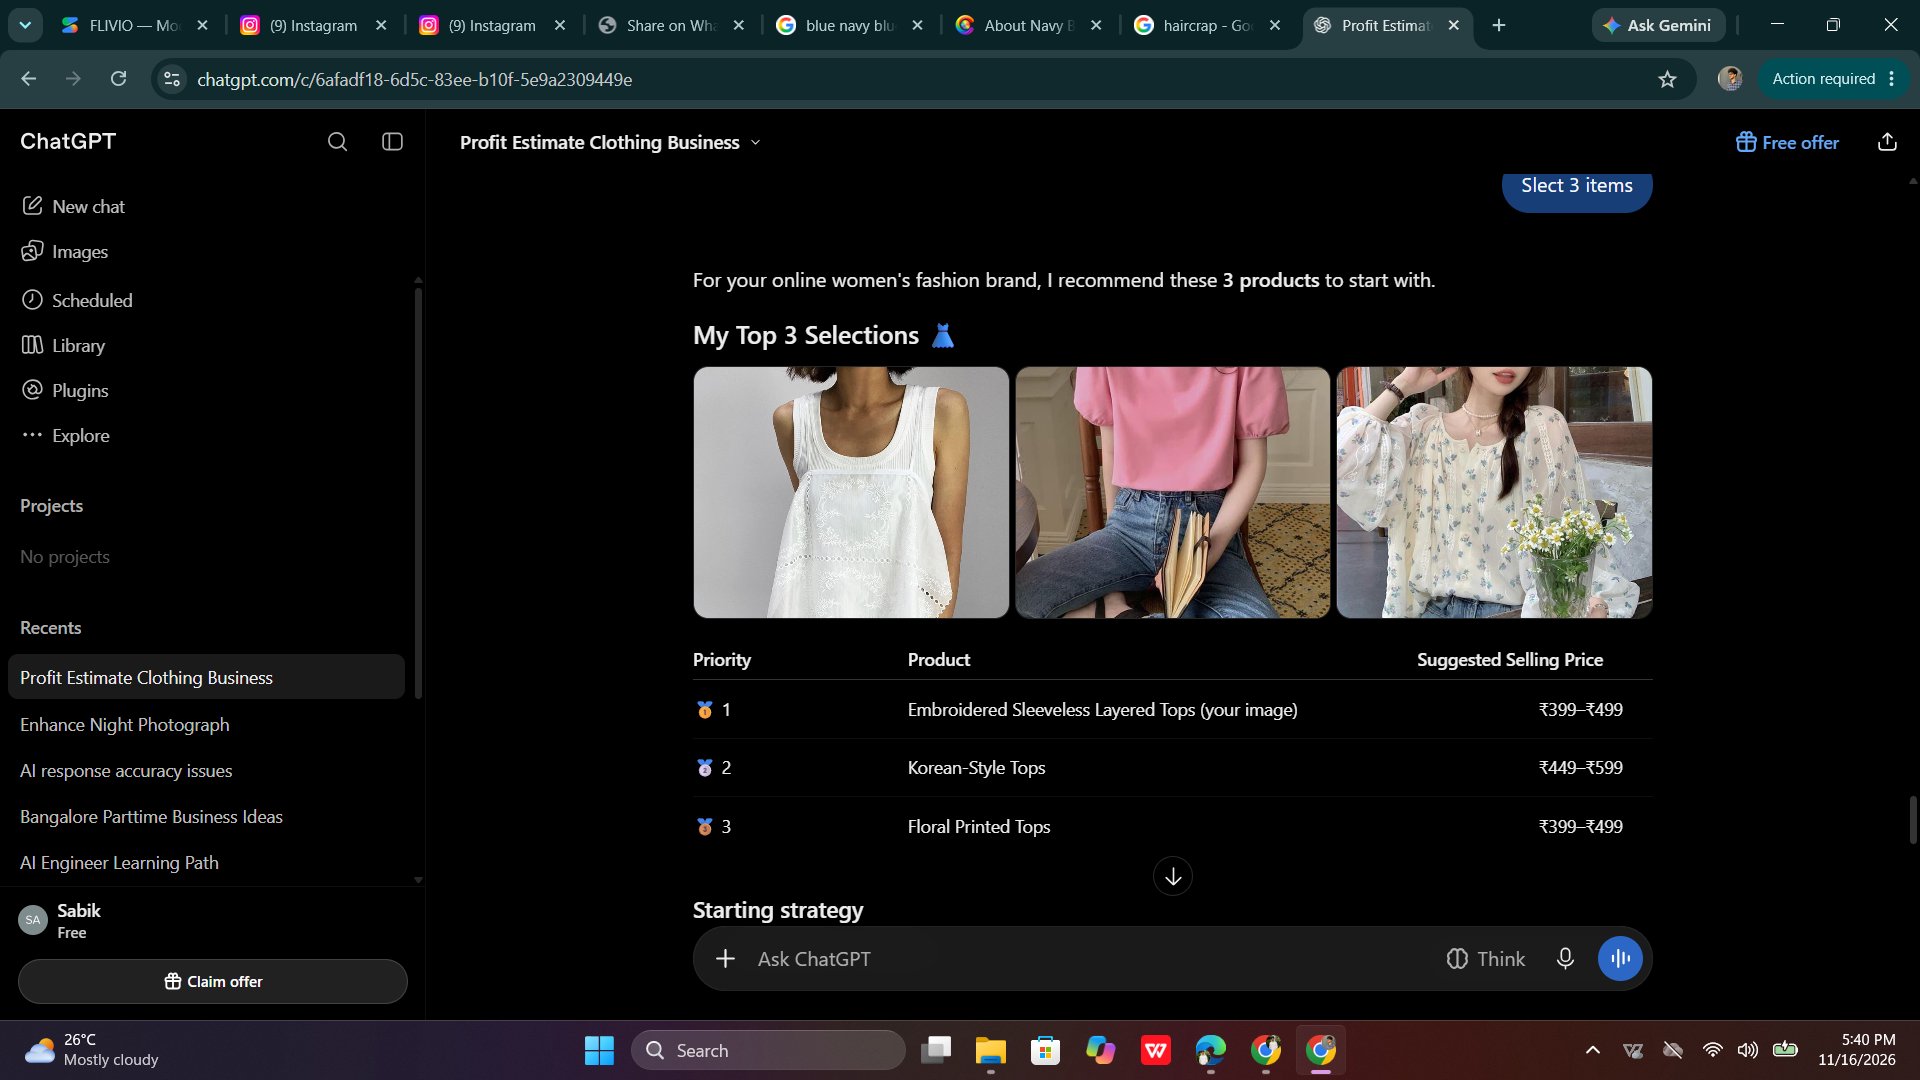 FLIVIO — Mo
(9) Instagram
(9) Instagram
Share on Wha
blue navy blu
About Navy B
haircrap - Go
Profit Estimat
Ask Gemini
chatgpt.com/c/6afadf18-6d5c-83ee-b10f-5e9a2309449e
Action required
ChatGPT
Profit Estimate Clothing Business
Free offer
New chat
Images
Scheduled
Library
Plugins
Explore
Projects
No projects
Recents
Profit Estimate Clothing Business
Enhance Night Photograph
AI response accuracy issues
Bangalore Parttime Business Ideas
AI Engineer Learning Path
SA
Sabik
Free
Claim offer
Slect 3 items
For your online women's fashion brand, I recommend these 3 products to start with.
My Top 3 Selections
Priority Product Suggested Selling Price
1 Embroidered Sleeveless Layered Tops (your image) ₹399–₹499
2 Korean-Style Tops ₹449–₹599
3 Floral Printed Tops ₹399–₹499
Starting strategy
Ask ChatGPT
Think
26°C
Mostly cloudy
Search
5:40 PM
11/16/2026